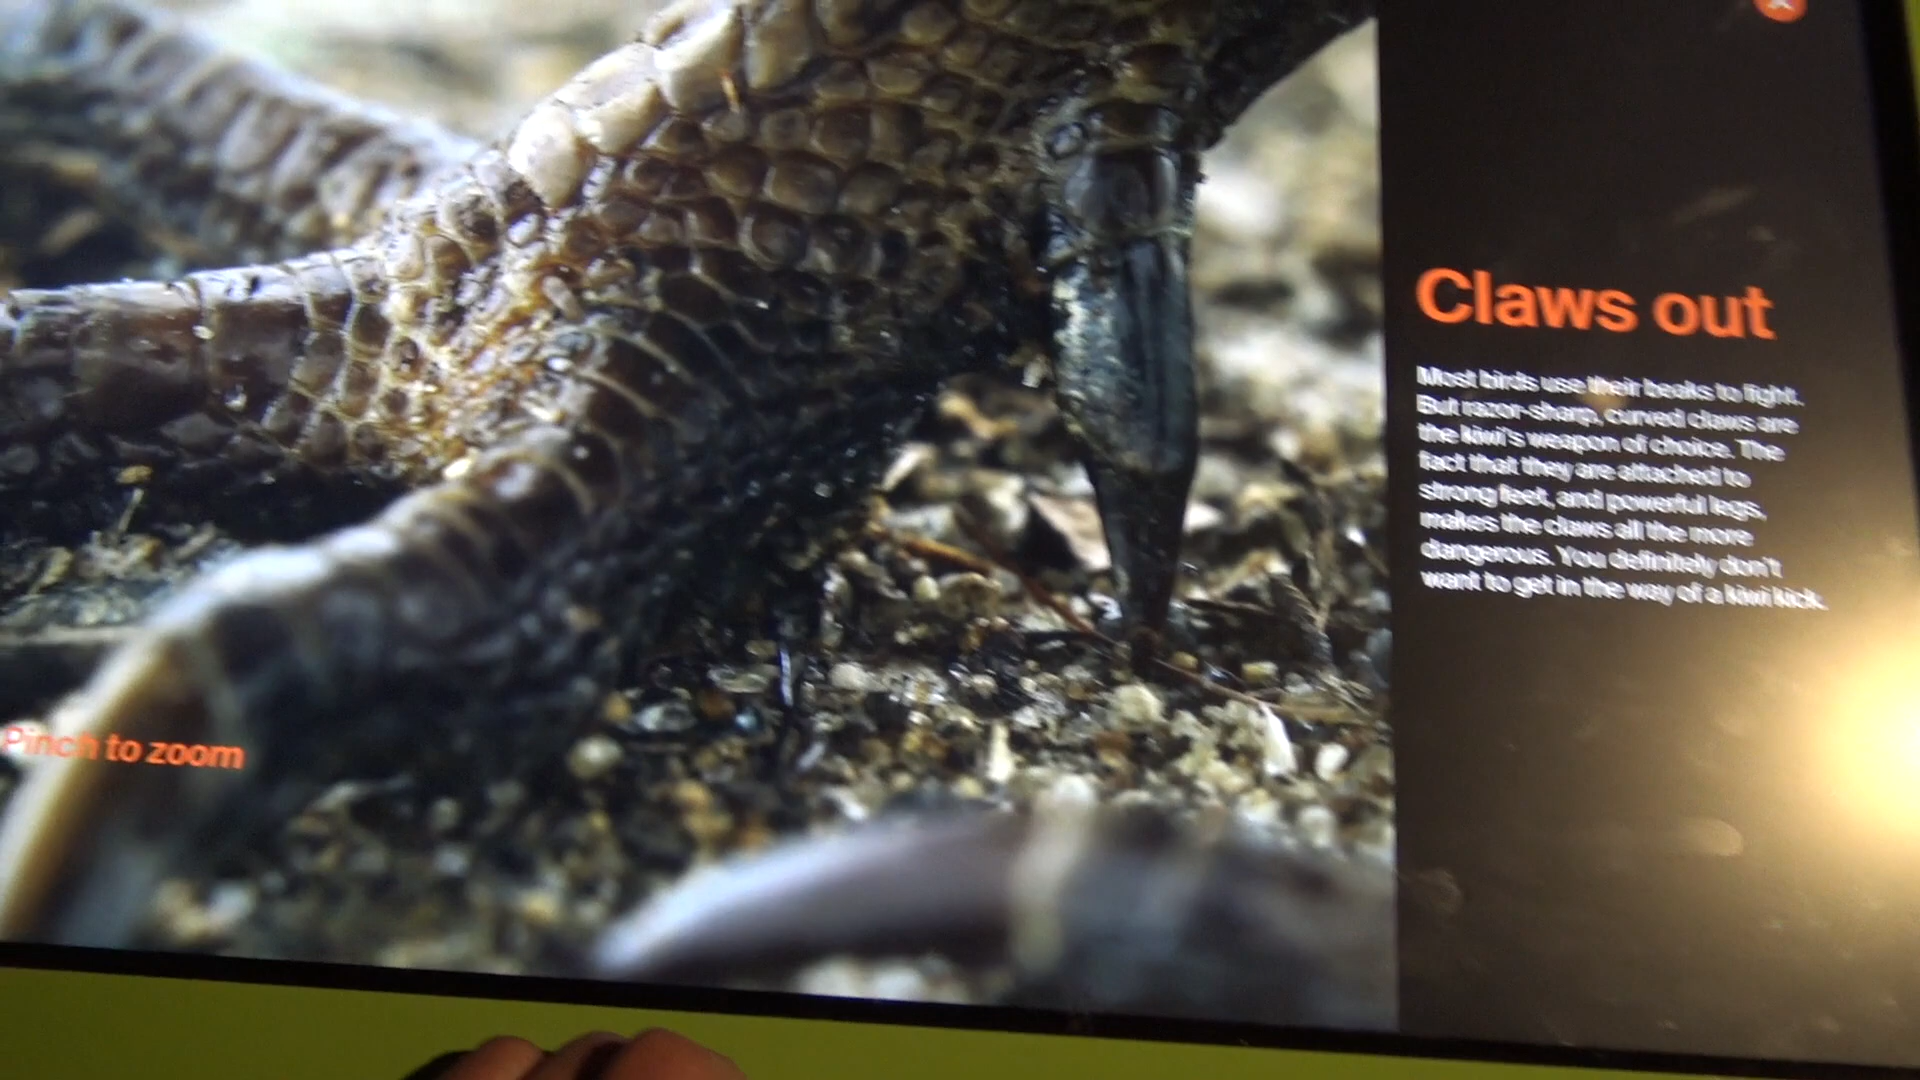 Claws out
Most birds use their beaks to fight.
But razor-sharp, curved claws are
the kiwi's weapon of choice. The
fact that they are attached to
strong feet, and powerful legs,
makes the claws all the more
dangerous. You definitely don't
want to get in the way of a kiwi kick.
Pinch to zoom